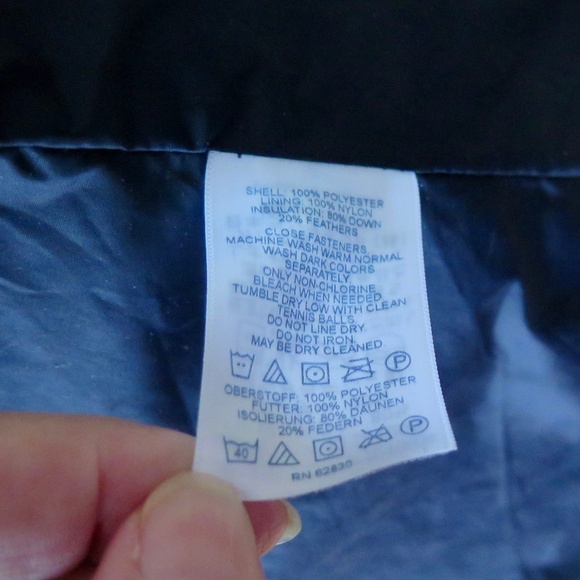 SHELL: 100% POLYESTER
LINING: 100% NYLON
INSULATION: 80% DOWN
20% FEATHERS
CLOSE FASTENERS
MACHINE WASH WARM NORMAL
WASH DARK COLORS
SEPARATELY
ONLY NON-CHLORINE
BLEACH WHEN NEEDED
TUMBLE DRY LOW WITH CLEAN
TENNIS BALLS.
DO NOT LINE DRY.
DO NOT IRON.
MAY BE DRY CLEANED
P
OBERSTOFF: 100% POLYESTER
FUTTER: 100% NYLON
ISOLIERUNG: 80% DAUNEN
20% FEDERN
40 P
RN 62830